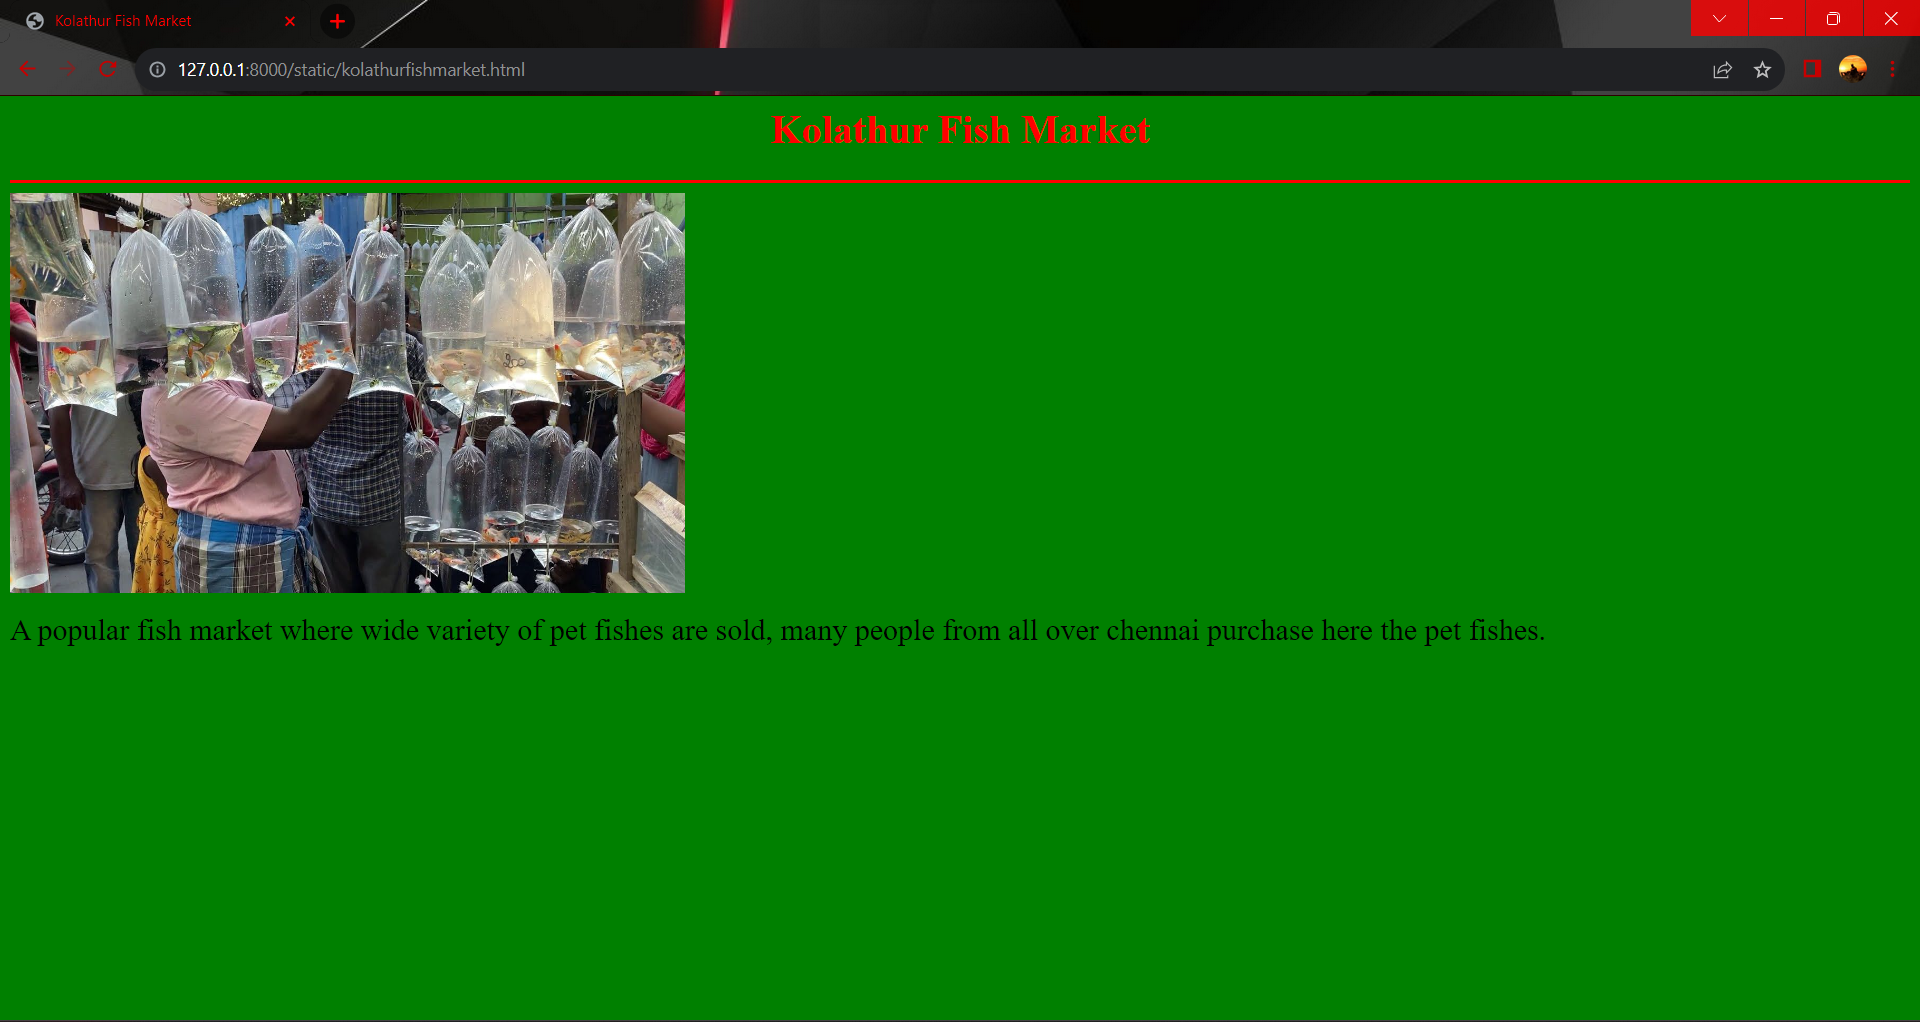 Kolathur Fish Market
127.0.0.1:8000/static/kolathurfishmarket.html
Kolathur Fish Market
A popular fish market where wide variety of pet fishes are sold, many people from all over chennai purchase here the pet fishes.